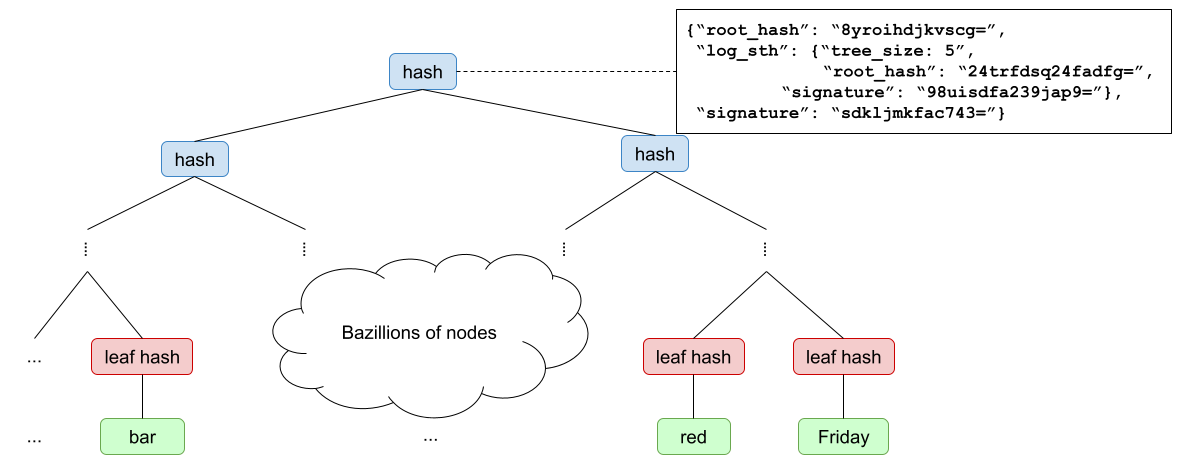 {“root_hash”: “8yroihdjkvscg=”,
“log_sth”: {“tree_size: 5”,
“root_hash”: “24trfdsq24fadfg=”,
“signature”: “98uisdfa239jap9=”},
“signature”: “sdkljmkfac743=”}
hash
hash
hash
Bazillions of nodes
...
leaf hash
leaf hash
leaf hash
...
bar
...
red
Friday